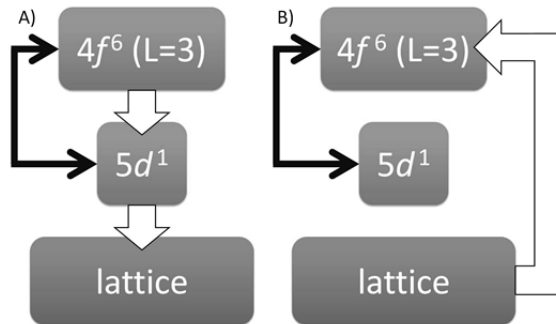 A)
4f⁶ (L=3)
5d¹
lattice
B)
4f⁶ (L=3)
5d¹
lattice